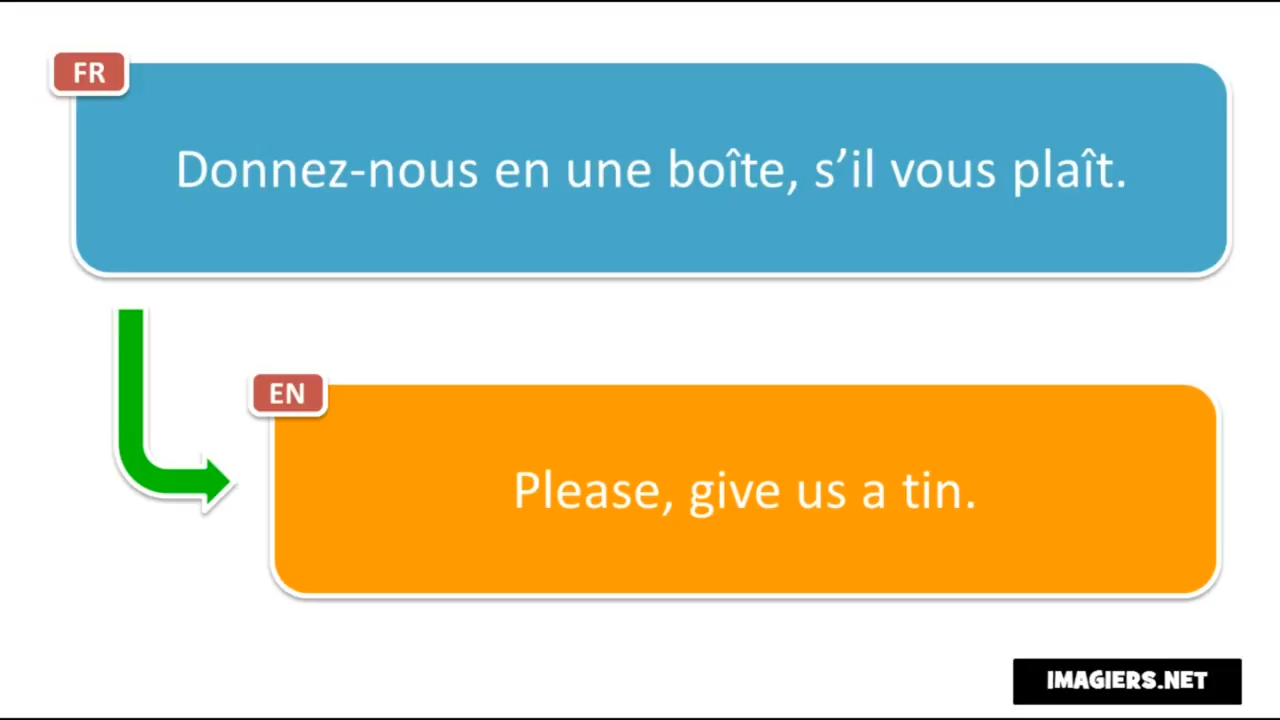 FR
Donnez-nous en une boîte, s’il vous plaît.
EN
Please, give us a tin.
IMAGIERS.NET